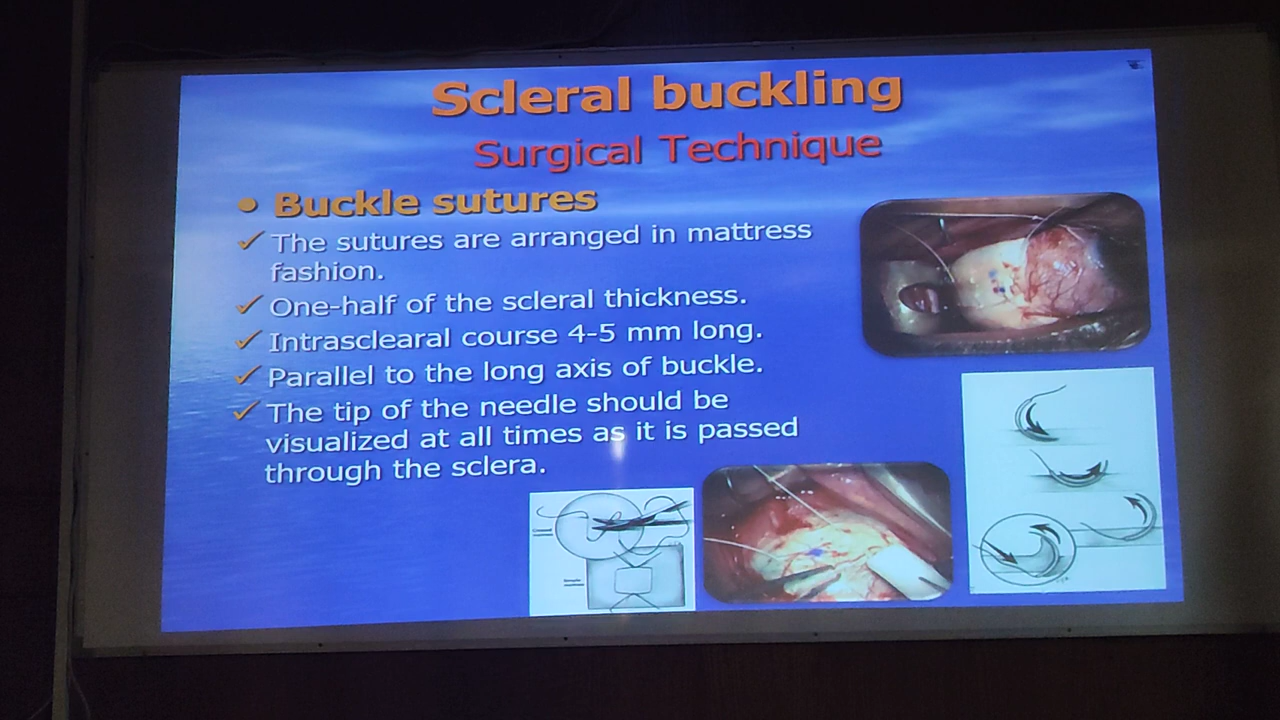 Scleral buckling
Surgical Technique
• Buckle sutures
✓ The sutures are arranged in mattress
fashion.
✓ One-half of the scleral thickness.
✓ Intrasclearal course 4-5 mm long.
✓ Parallel to the long axis of buckle.
✓ The tip of the needle should be
visualized at all times as it is passed
through the sclera.